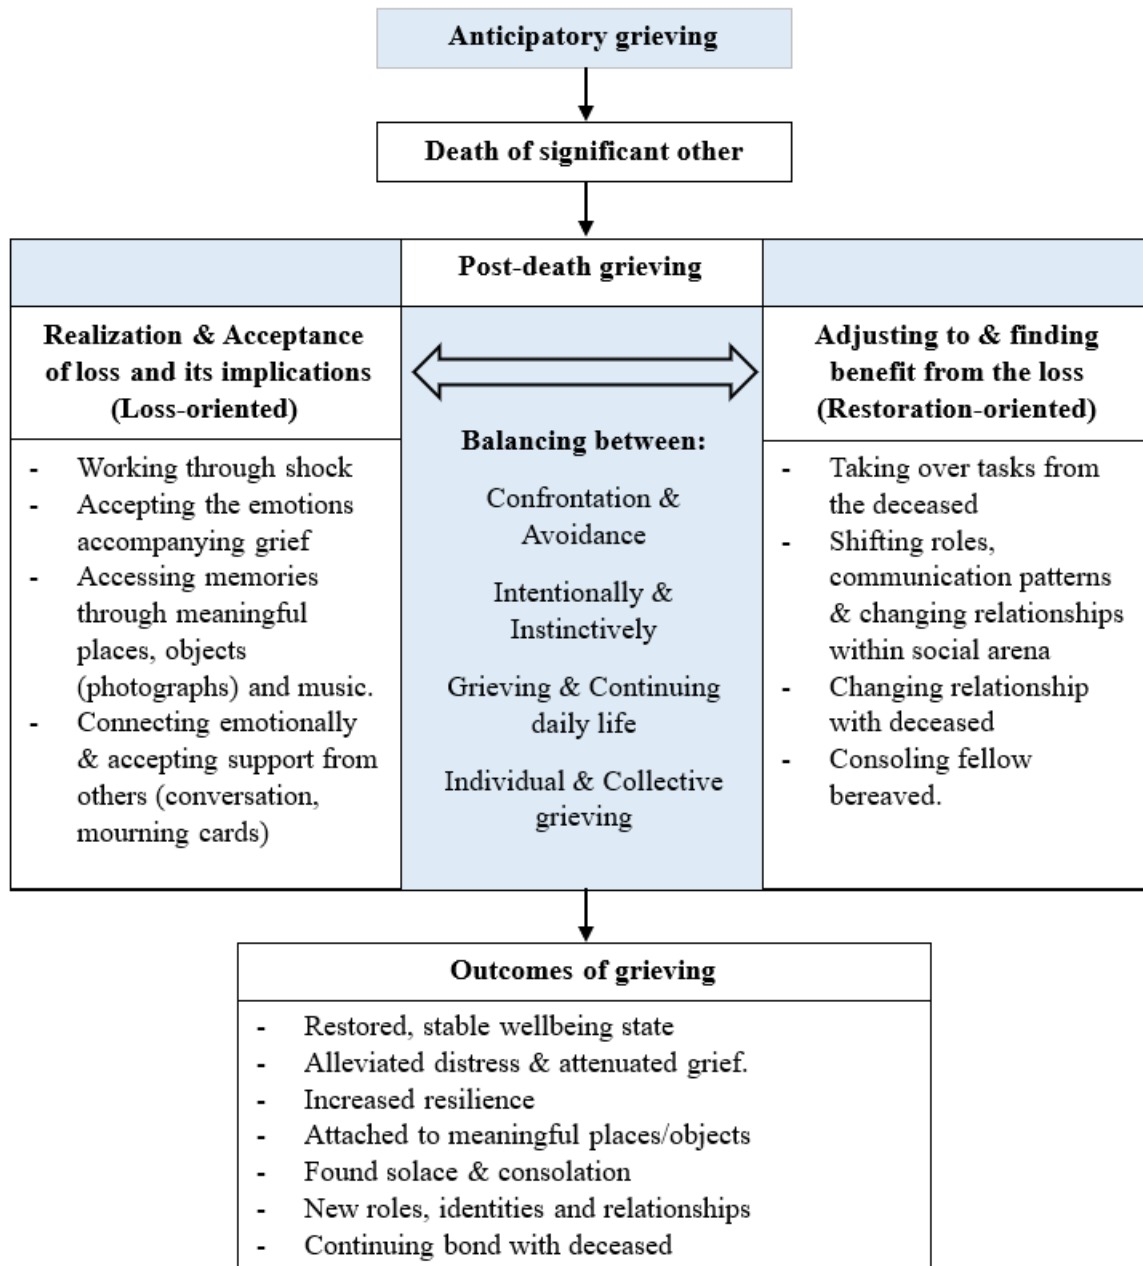 Anticipatory grieving
Death of significant other
Post-death grieving
Realization & Acceptance
of loss and its implications
(Loss-oriented)
- Working through shock
- Accepting the emotions
accompanying grief
- Accessing memories
through meaningful
places, objects
(photographs) and music.
- Connecting emotionally
& accepting support from
others (conversation,
mourning cards)
Balancing between:
Confrontation &
Avoidance
Intentionally &
Instinctively
Grieving & Continuing
daily life
Individual & Collective
grieving
Adjusting to & finding
benefit from the loss
(Restoration-oriented)
- Taking over tasks from
the deceased
- Shifting roles,
communication patterns
& changing relationships
within social arena
- Changing relationship
with deceased
- Consoling fellow
bereaved.
Outcomes of grieving
- Restored, stable wellbeing state
- Alleviated distress & attenuated grief.
- Increased resilience
- Attached to meaningful places/objects
- Found solace & consolation
- New roles, identities and relationships
- Continuing bond with deceased